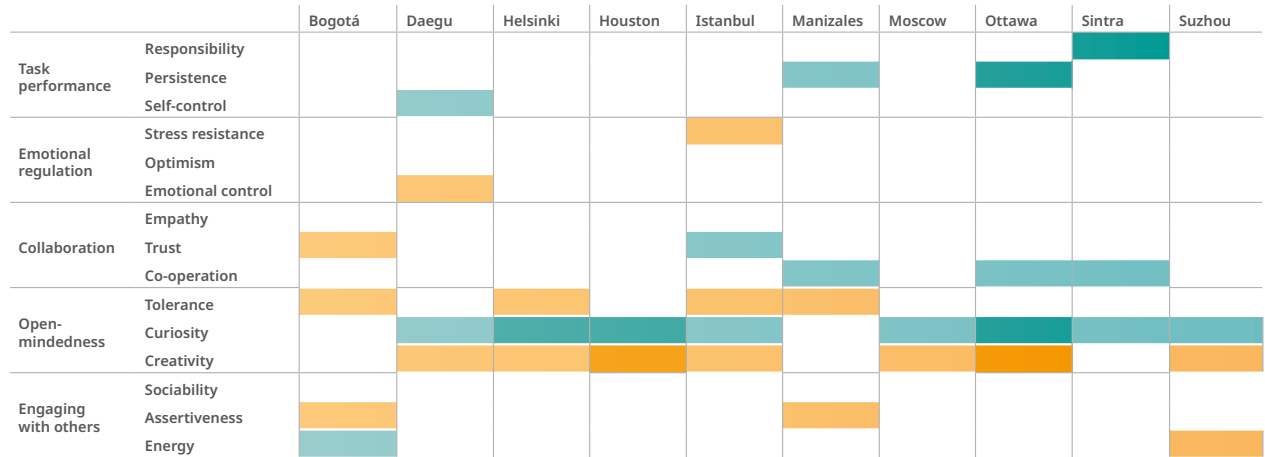 Bogotá Daegu Helsinki Houston Istanbul Manizales Moscow Ottawa Sintra Suzhou
Task
performance
Responsibility
Persistence
Self-control
Emotional
regulation
Stress resistance
Optimism
Emotional control
Collaboration
Empathy
Trust
Co-operation
Open-
mindedness
Tolerance
Curiosity
Creativity
Engaging
with others
Sociability
Assertiveness
Energy